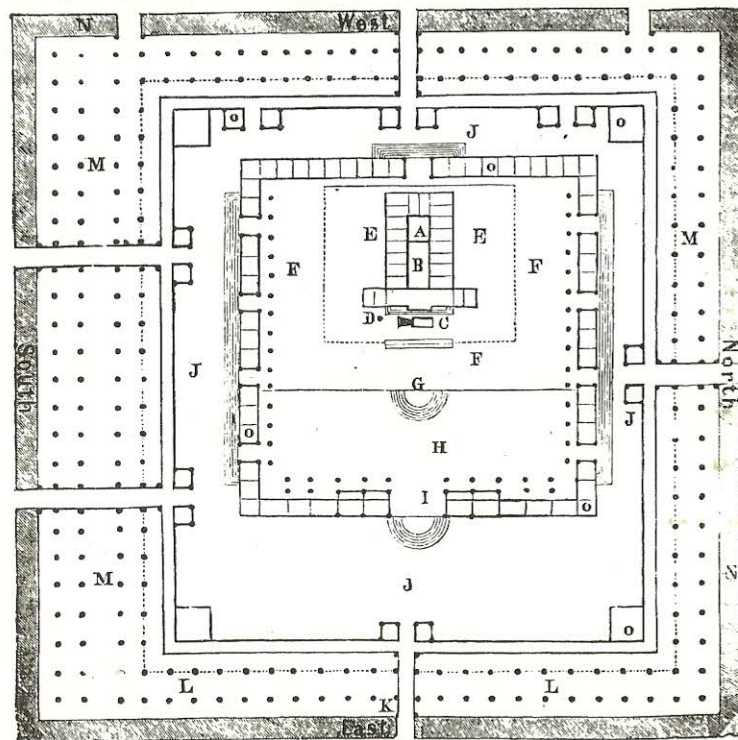 N West
O J O
O
M
E A E M
F B F
D C
F
South J G J North
O H
I O
M J N
O
L L
K
East